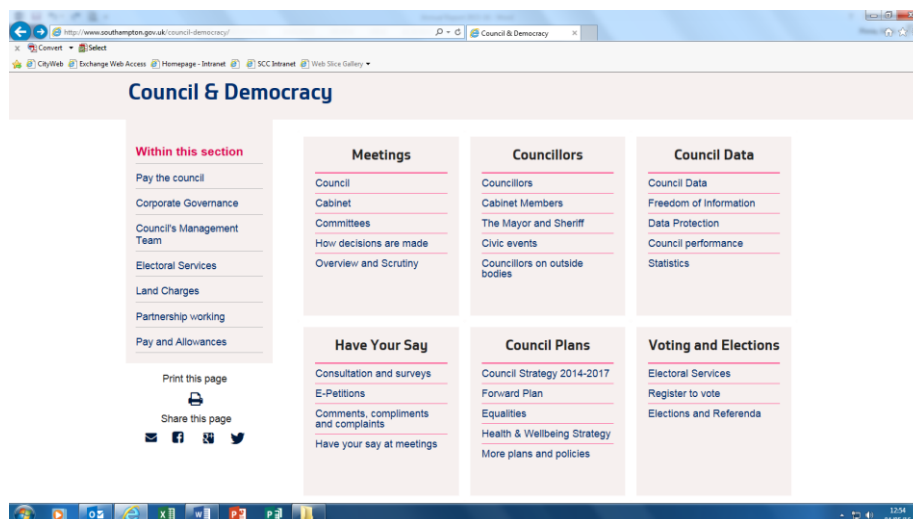 http://www.southampton.gov.uk/council-democracy/
Council & Democracy
Convert Select
CityWeb Exchange Web Access Homepage - Intranet SCC Intranet Web Slice Gallery
Council & Democracy
Within this section
Pay the council
Corporate Governance
Council's Management
Team
Electoral Services
Land Charges
Partnership working
Pay and Allowances
Print this page
Share this page
Meetings
Council
Cabinet
Committees
How decisions are made
Overview and Scrutiny
Councillors
Councillors
Cabinet Members
The Mayor and Sheriff
Civic events
Councillors on outside
bodies
Council Data
Council Data
Freedom of Information
Data Protection
Council performance
Statistics
Have Your Say
Consultation and surveys
E-Petitions
Comments, compliments
and complaints
Have your say at meetings
Council Plans
Council Strategy 2014-2017
Forward Plan
Equalities
Health & Wellbeing Strategy
More plans and policies
Voting and Elections
Electoral Services
Register to vote
Elections and Referenda
12:54